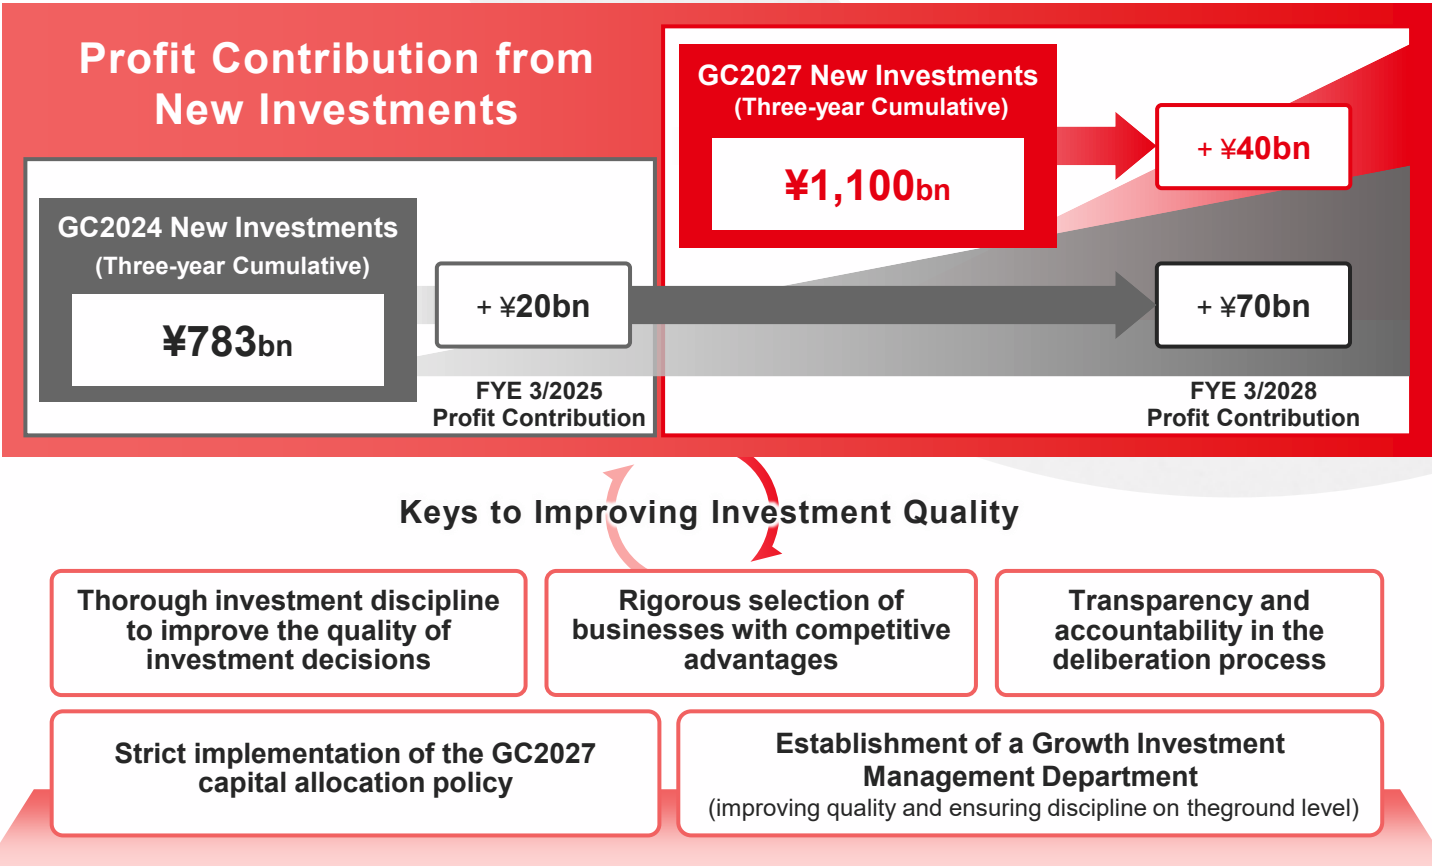 Profit Contribution from
New Investments
GC2024 New Investments
(Three-year Cumulative)
¥783bn
+ ¥20bn
FYE 3/2025
Profit Contribution
GC2027 New Investments
(Three-year Cumulative)
¥1,100bn
+ ¥40bn
+ ¥70bn
FYE 3/2028
Profit Contribution
Keys to Improving Investment Quality
Thorough investment discipline
to improve the quality of
investment decisions
Rigorous selection of
businesses with competitive
advantages
Transparency and
accountability in the
deliberation process
Strict implementation of the GC2027
capital allocation policy
Establishment of a Growth Investment
Management Department
(improving quality and ensuring discipline on theground level)